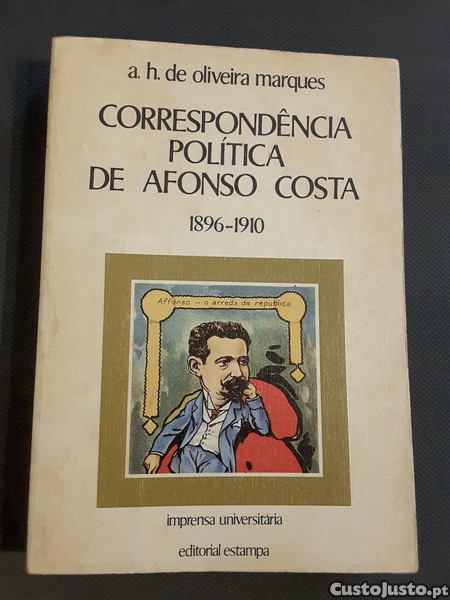 a. h. de oliveira marques
CORRESPONDÊNCIA
POLÍTICA
DE AFONSO COSTA
1896-1910
Affonso - o arreda da republica
imprensa universitária
editorial estampa
CustoJusto.pt